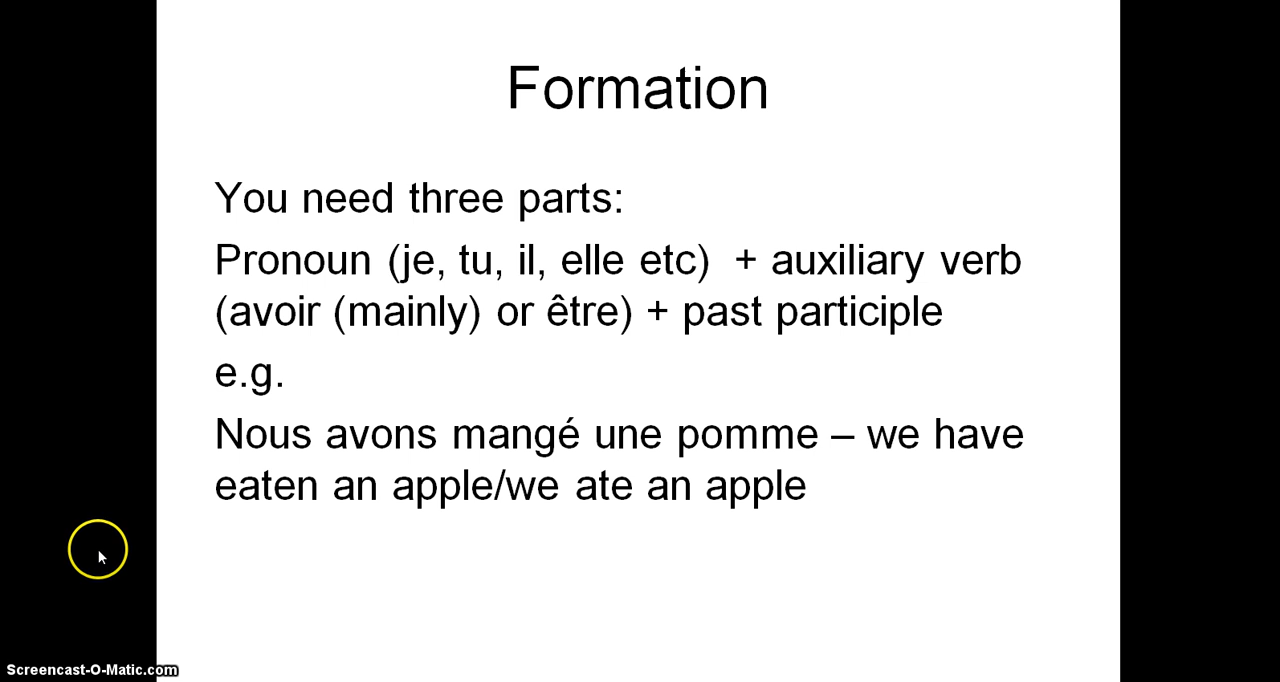 Formation
You need three parts:
Pronoun (je, tu, il, elle etc)  + auxiliary verb
(avoir (mainly) or être) + past participle
e.g.
Nous avons mangé une pomme – we have
eaten an apple/we ate an apple
Screencast-O-Matic.com